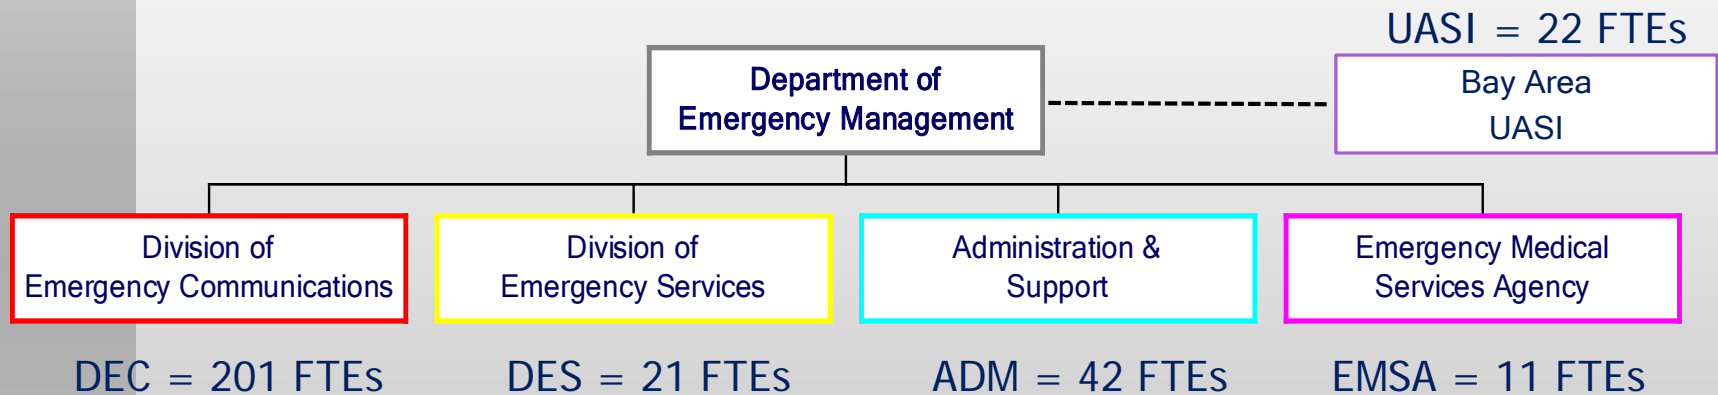 UASI = 22 FTEs
Department of
Emergency Management
Bay Area
UASI
Division of
Emergency Communications
Division of
Emergency Services
Administration &
Support
Emergency Medical
Services Agency
DEC = 201 FTEs
DES = 21 FTEs
ADM = 42 FTEs
EMSA = 11 FTEs